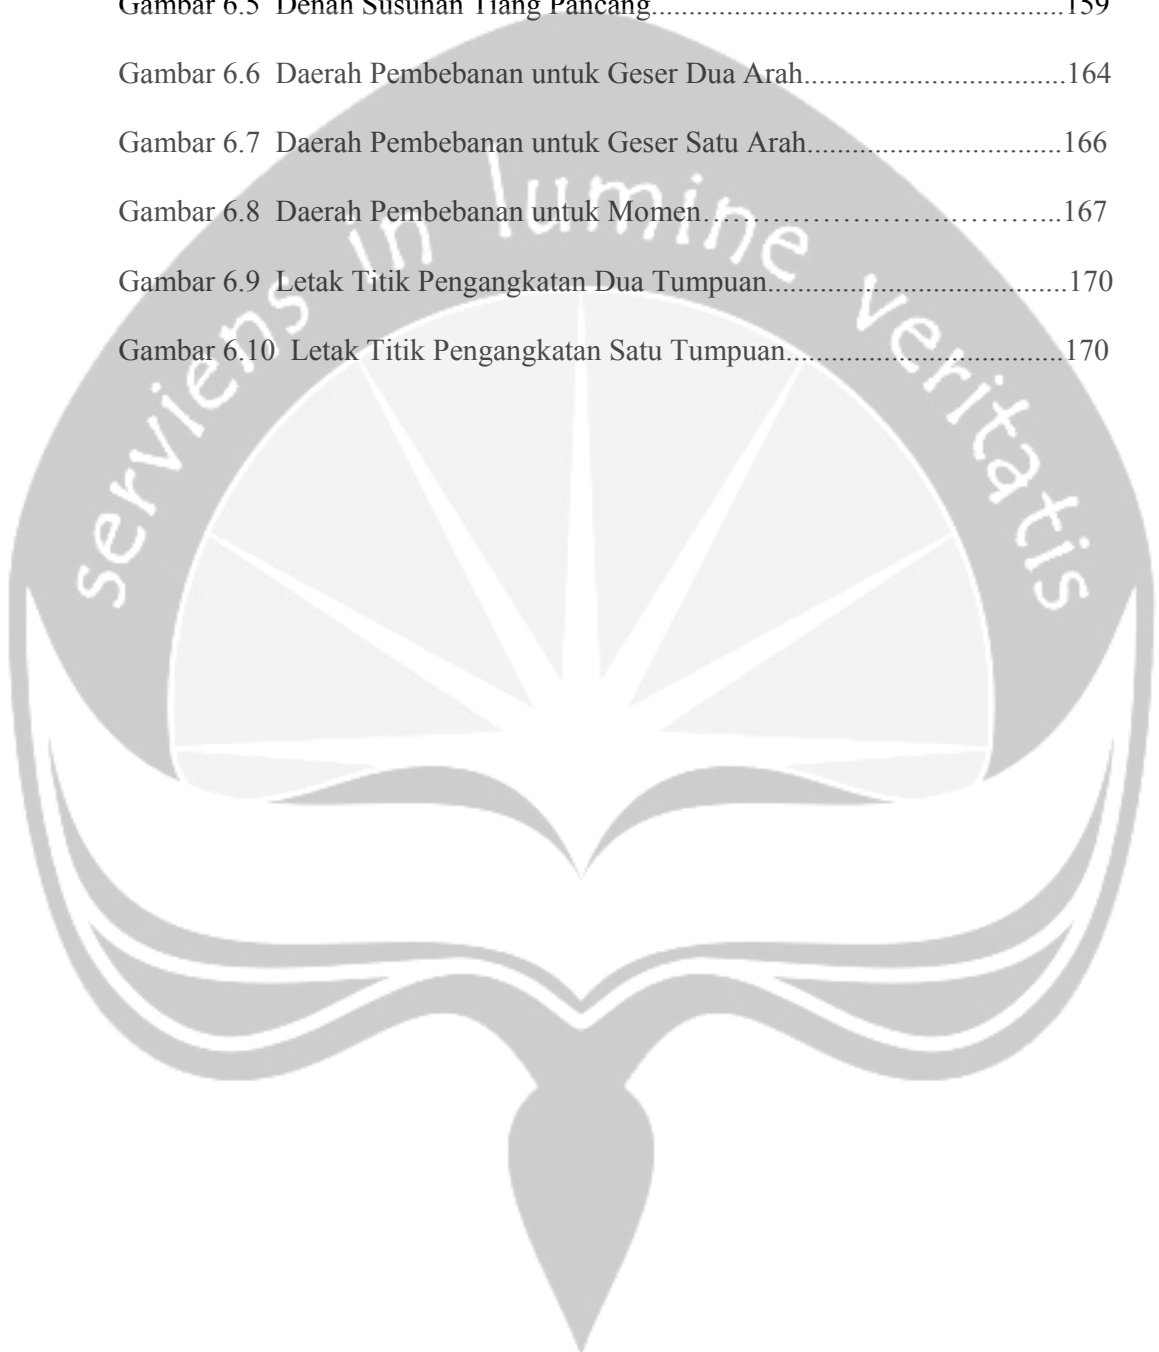 Gambar 6.5 Denah Susunan Tiang Pancang.......................................................159
Gambar 6.6 Daerah Pembebanan untuk Geser Dua Arah...................................164
Gambar 6.7 Daerah Pembebanan untuk Geser Satu Arah..................................166
Gambar 6.8 Daerah Pembebanan untuk Momen…………………………………...167
Gambar 6.9 Letak Titik Pengangkatan Dua Tumpuan........................................170
Gambar 6.10 Letak Titik Pengangkatan Satu Tumpuan.....................................170
serviens in lumine veritatis